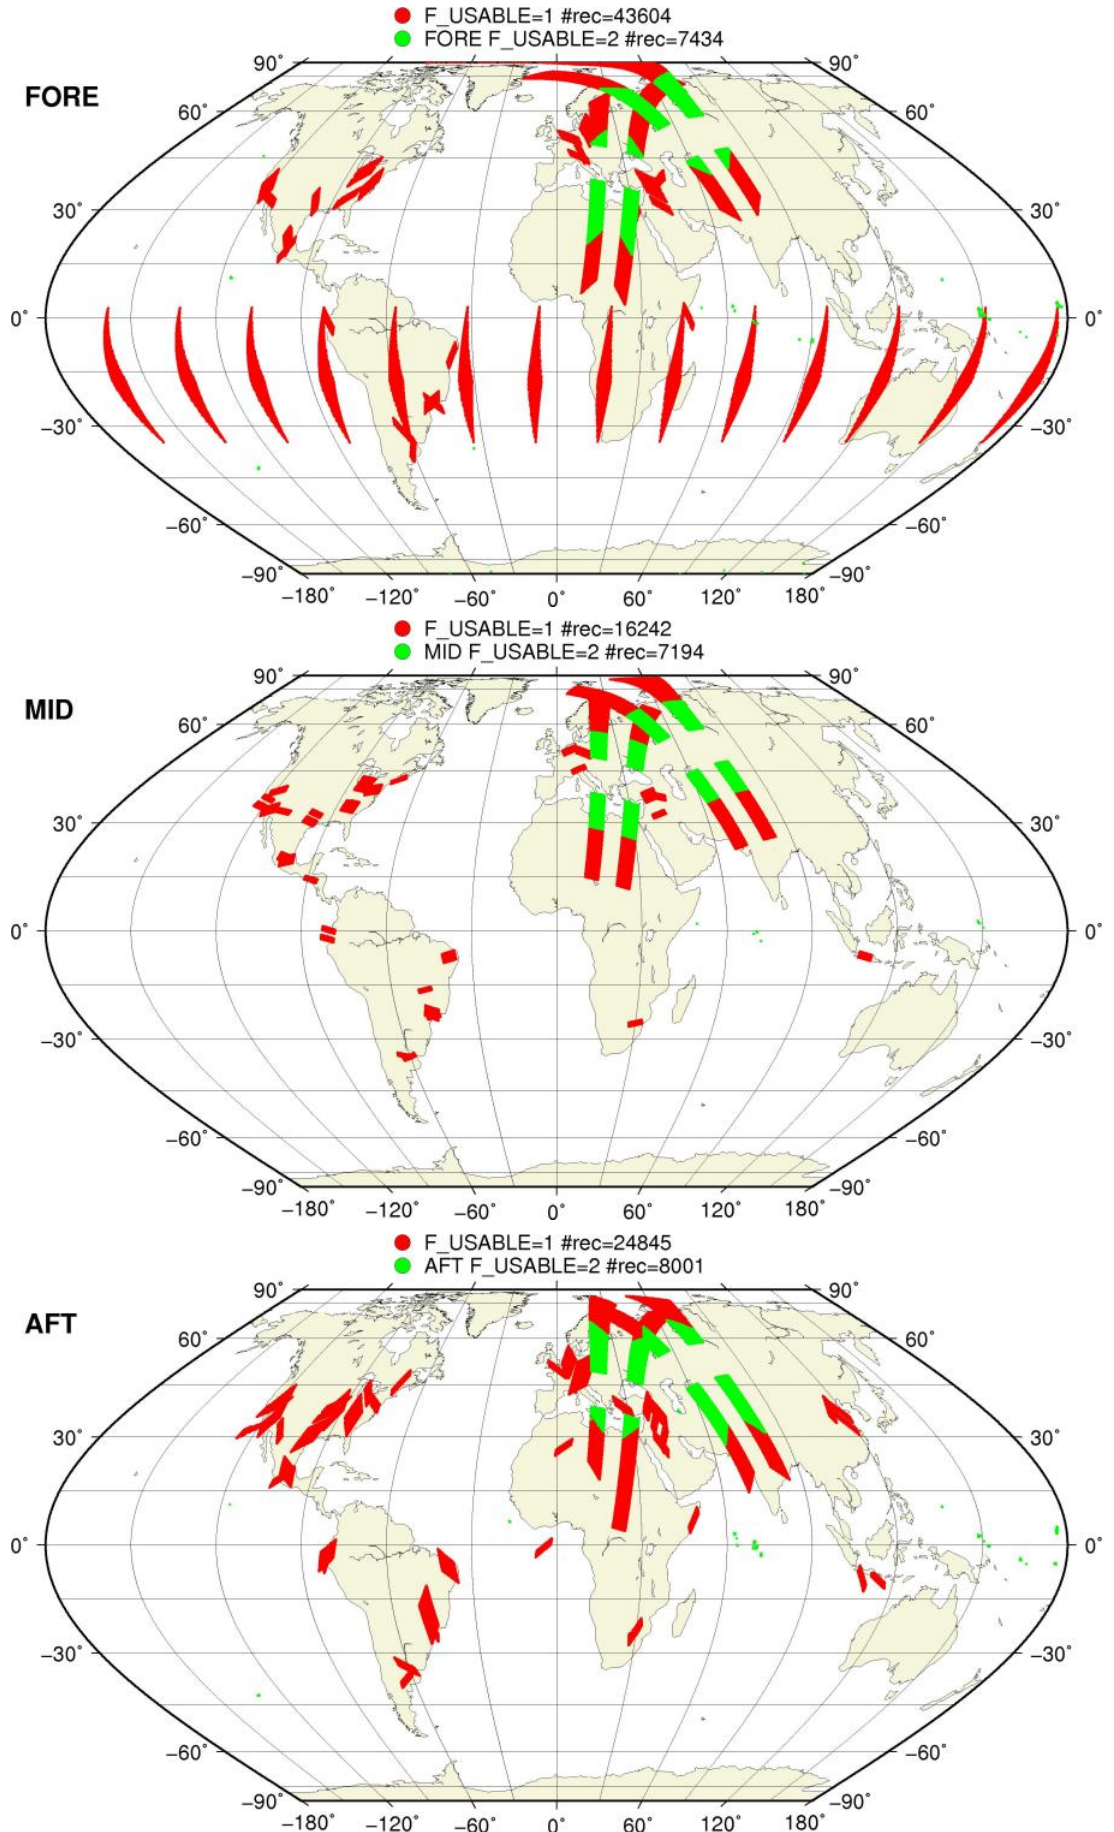 F_USABLE=1 #rec=43604
FORE F_USABLE=2 #rec=7434
FORE
90° 90°
60° 60°
30° 30°
0° 0°
−30° −30°
−60° −60°
−90° −90°
−180° −120° −60° 0° 60° 120° 180°
F_USABLE=1 #rec=16242
MID F_USABLE=2 #rec=7194
MID
90° 90°
60° 60°
30° 30°
0° 0°
−30° −30°
−60° −60°
−90° −90°
−180° −120° −60° 0° 60° 120° 180°
F_USABLE=1 #rec=24845
AFT F_USABLE=2 #rec=8001
AFT
90° 90°
60° 60°
30° 30°
0° 0°
−30° −30°
−60° −60°
−90° −90°
−180° −120° −60° 0° 60° 120° 180°